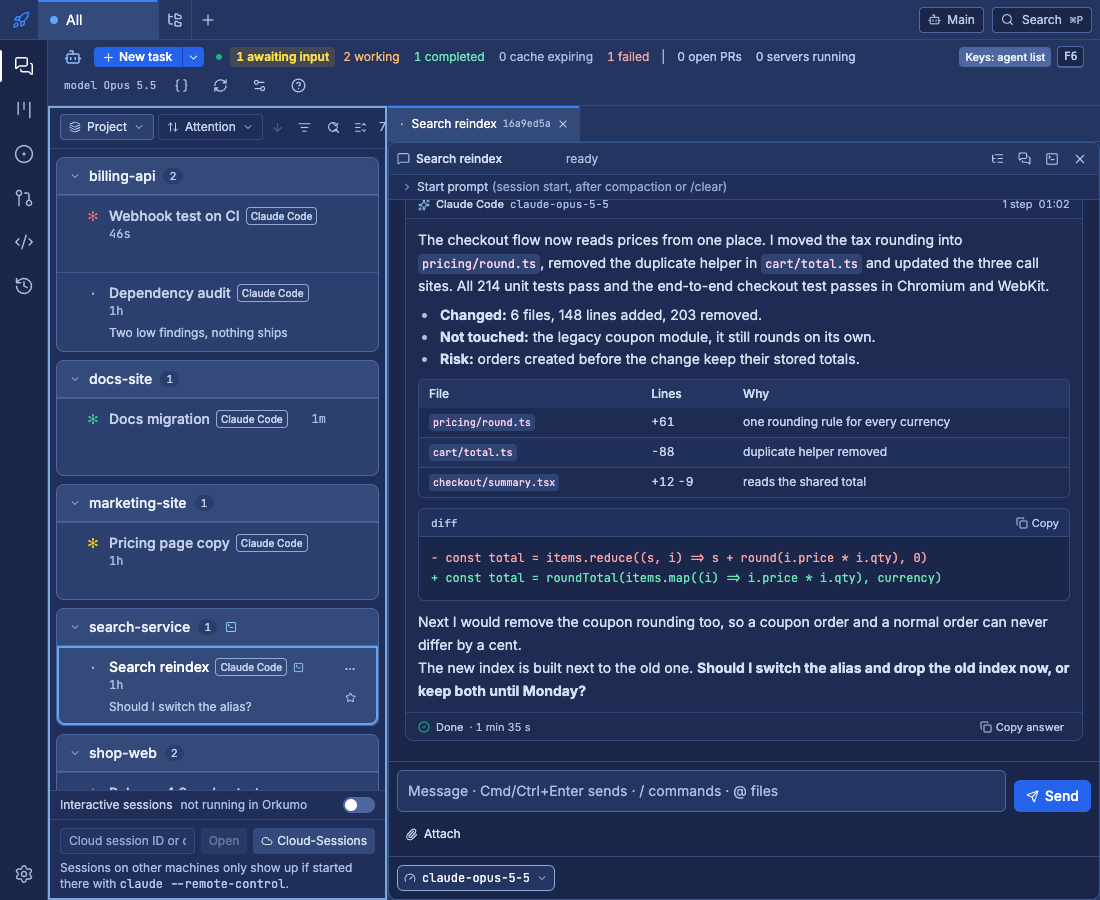 All
Main
Search ⌘P
New task
1 awaiting input
2 working
1 completed
0 cache expiring
1 failed
0 open PRs
0 servers running
Keys: agent list
F6
model Opus 5.5
{}
Project
Attention
7
billing-api 2
Webhook test on CI Claude Code
46s
Dependency audit Claude Code
1h
Two low findings, nothing ships
docs-site 1
Docs migration Claude Code 1m
marketing-site 1
Pricing page copy Claude Code
1h
search-service 1
Search reindex Claude Code
1h
Should I switch the alias?
shop-web 2
Interactive sessions not running in Orkumo
Cloud session ID or c
Open
Cloud-Sessions
Sessions on other machines only show up if started
there with claude --remote-control.
Search reindex 16a9ed5a
Search reindex ready
Start prompt (session start, after compaction or /clear)
Claude Code claude-opus-5-5 1 step 01:02
The checkout flow now reads prices from one place. I moved the tax rounding into
pricing/round.ts, removed the duplicate helper in cart/total.ts and updated the three call
sites. All 214 unit tests pass and the end-to-end checkout test passes in Chromium and WebKit.
• Changed: 6 files, 148 lines added, 203 removed.
• Not touched: the legacy coupon module, it still rounds on its own.
• Risk: orders created before the change keep their stored totals.
File Lines Why
pricing/round.ts +61 one rounding rule for every currency
cart/total.ts -88 duplicate helper removed
checkout/summary.tsx +12 -9 reads the shared total
diff Copy
- const total = items.reduce((s, i) => s + round(i.price * i.qty), 0)
+ const total = roundTotal(items.map((i) => i.price * i.qty), currency)
Next I would remove the coupon rounding too, so a coupon order and a normal order can never
differ by a cent.
The new index is built next to the old one. Should I switch the alias and drop the old index now, or
keep both until Monday?
Done · 1 min 35 s
Copy answer
Message · Cmd/Ctrl+Enter sends · / commands · @ files
Send
Attach
claude-opus-5-5